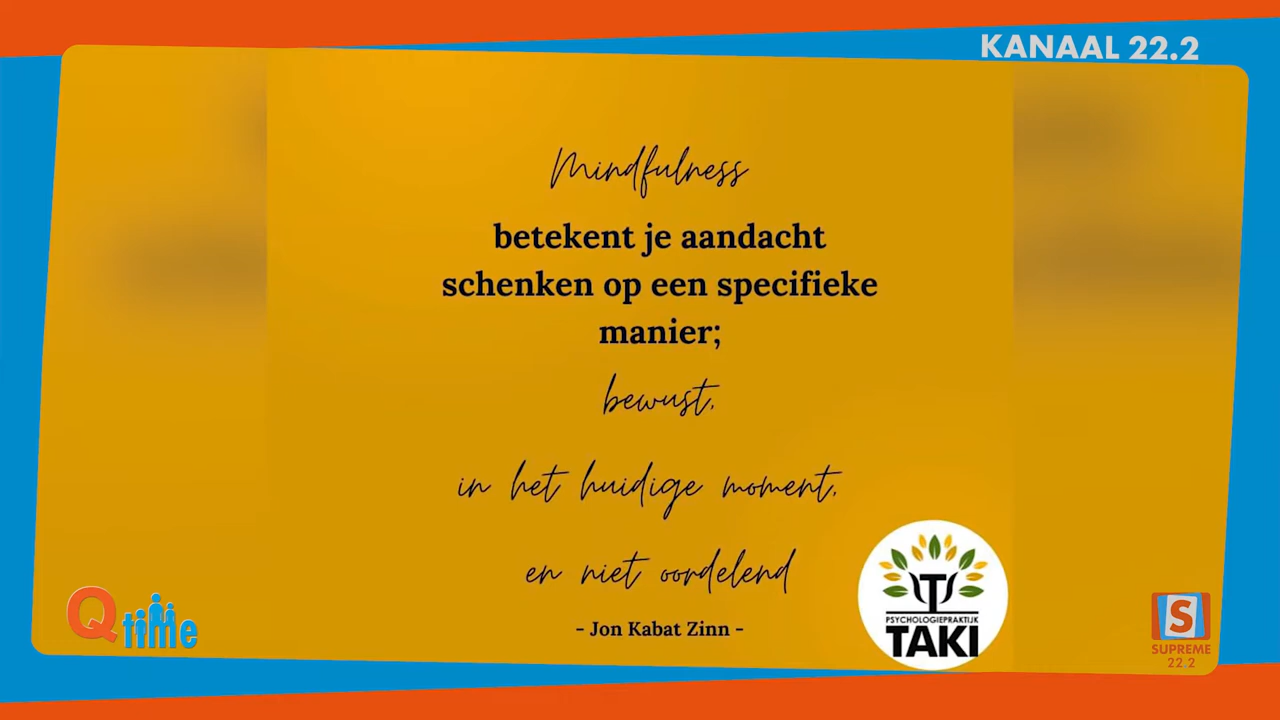 KANAAL 22.2
Mindfulness
betekent je aandacht
schenken op een specifieke
manier;
bewust,
in het huidige moment,
en niet oordelend
- Jon Kabat Zinn -
PSYCHOLOGIEPRAKTIJK
TAKI
Q time
S
SUPREME
22.2